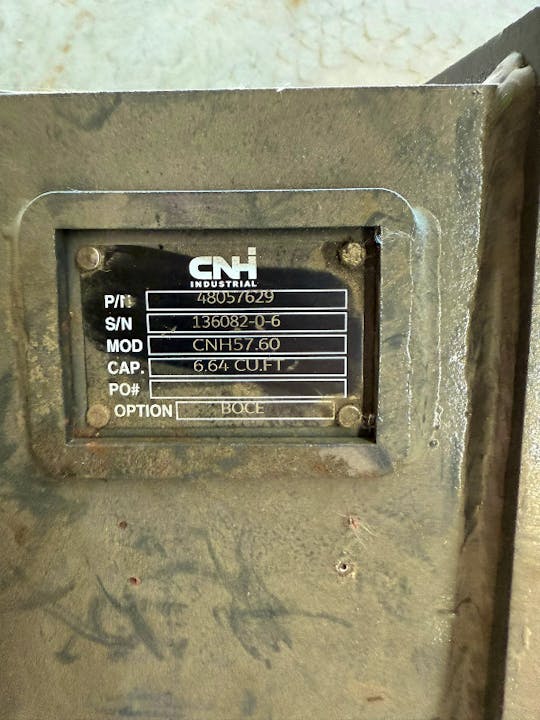 CNH
INDUSTRIAL
P/N 48057629
S/N 136082-0-6
MOD CNH57.60
CAP. 6.64 CU.FT
PO#
OPTION BOCE